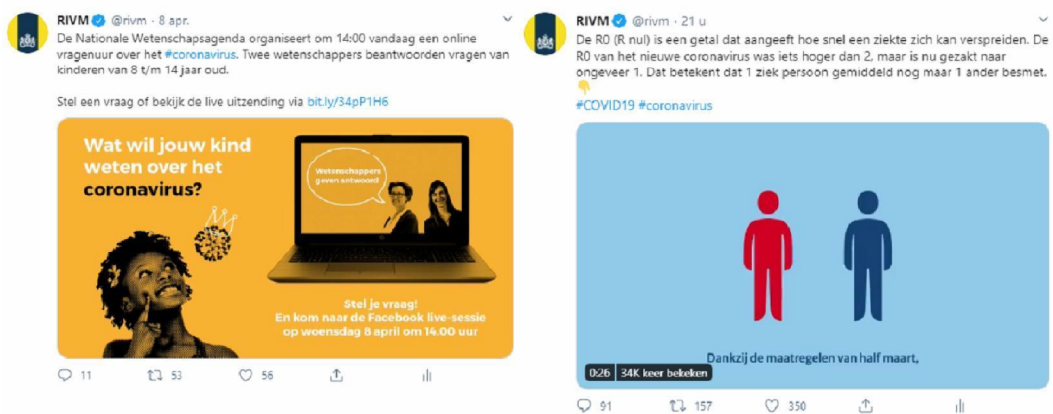 RIVM @rivm · 8 apr.
De Nationale Wetenschapsagenda organiseert om 14:00 vandaag een online
vragenuur over het #coronavirus. Twee wetenschappers beantwoorden vragen van
kinderen van 8 t/m 14 jaar oud.
Stel een vraag of bekijk de live uitzending via bit.ly/34pP1H6
Wat wil jouw kind
weten over het
coronavirus?
Wetenschappers
geven antwoord!
Stel je vraag!
En kom naar de Facebook live-sessie
op woensdag 8 april om 14.00 uur
11 53 56
RIVM @rivm · 21 u
De R0 (R nul) is een getal dat aangeeft hoe snel een ziekte zich kan verspreiden. De
R0 van het nieuwe coronavirus was iets hoger dan 2, maar is nu gezakt naar
ongeveer 1. Dat betekent dat 1 ziek persoon gemiddeld nog maar 1 ander besmet.
#COVID19 #coronavirus
Dankzij de maatregelen van half maart,
0:26 34K keer bekeken
91 157 350